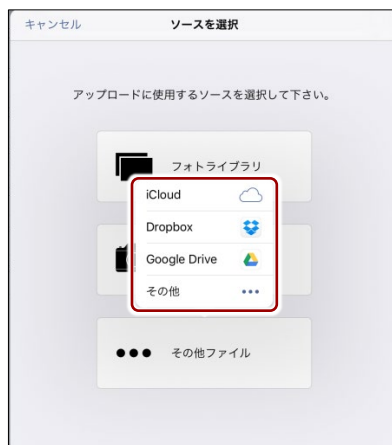 キャンセル
ソースを選択
アップロードに使用するソースを選択して下さい。
フォトライブラリ
iCloud
Dropbox
Google Drive
その他
その他ファイル